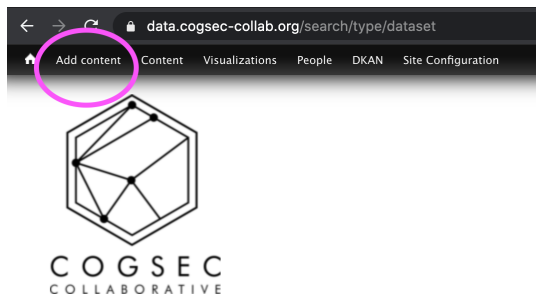 data.cogsec-collab.org/search/type/dataset
Add content Content Visualizations People DKAN Site Configuration
COGSEC
COLLABORATIVE